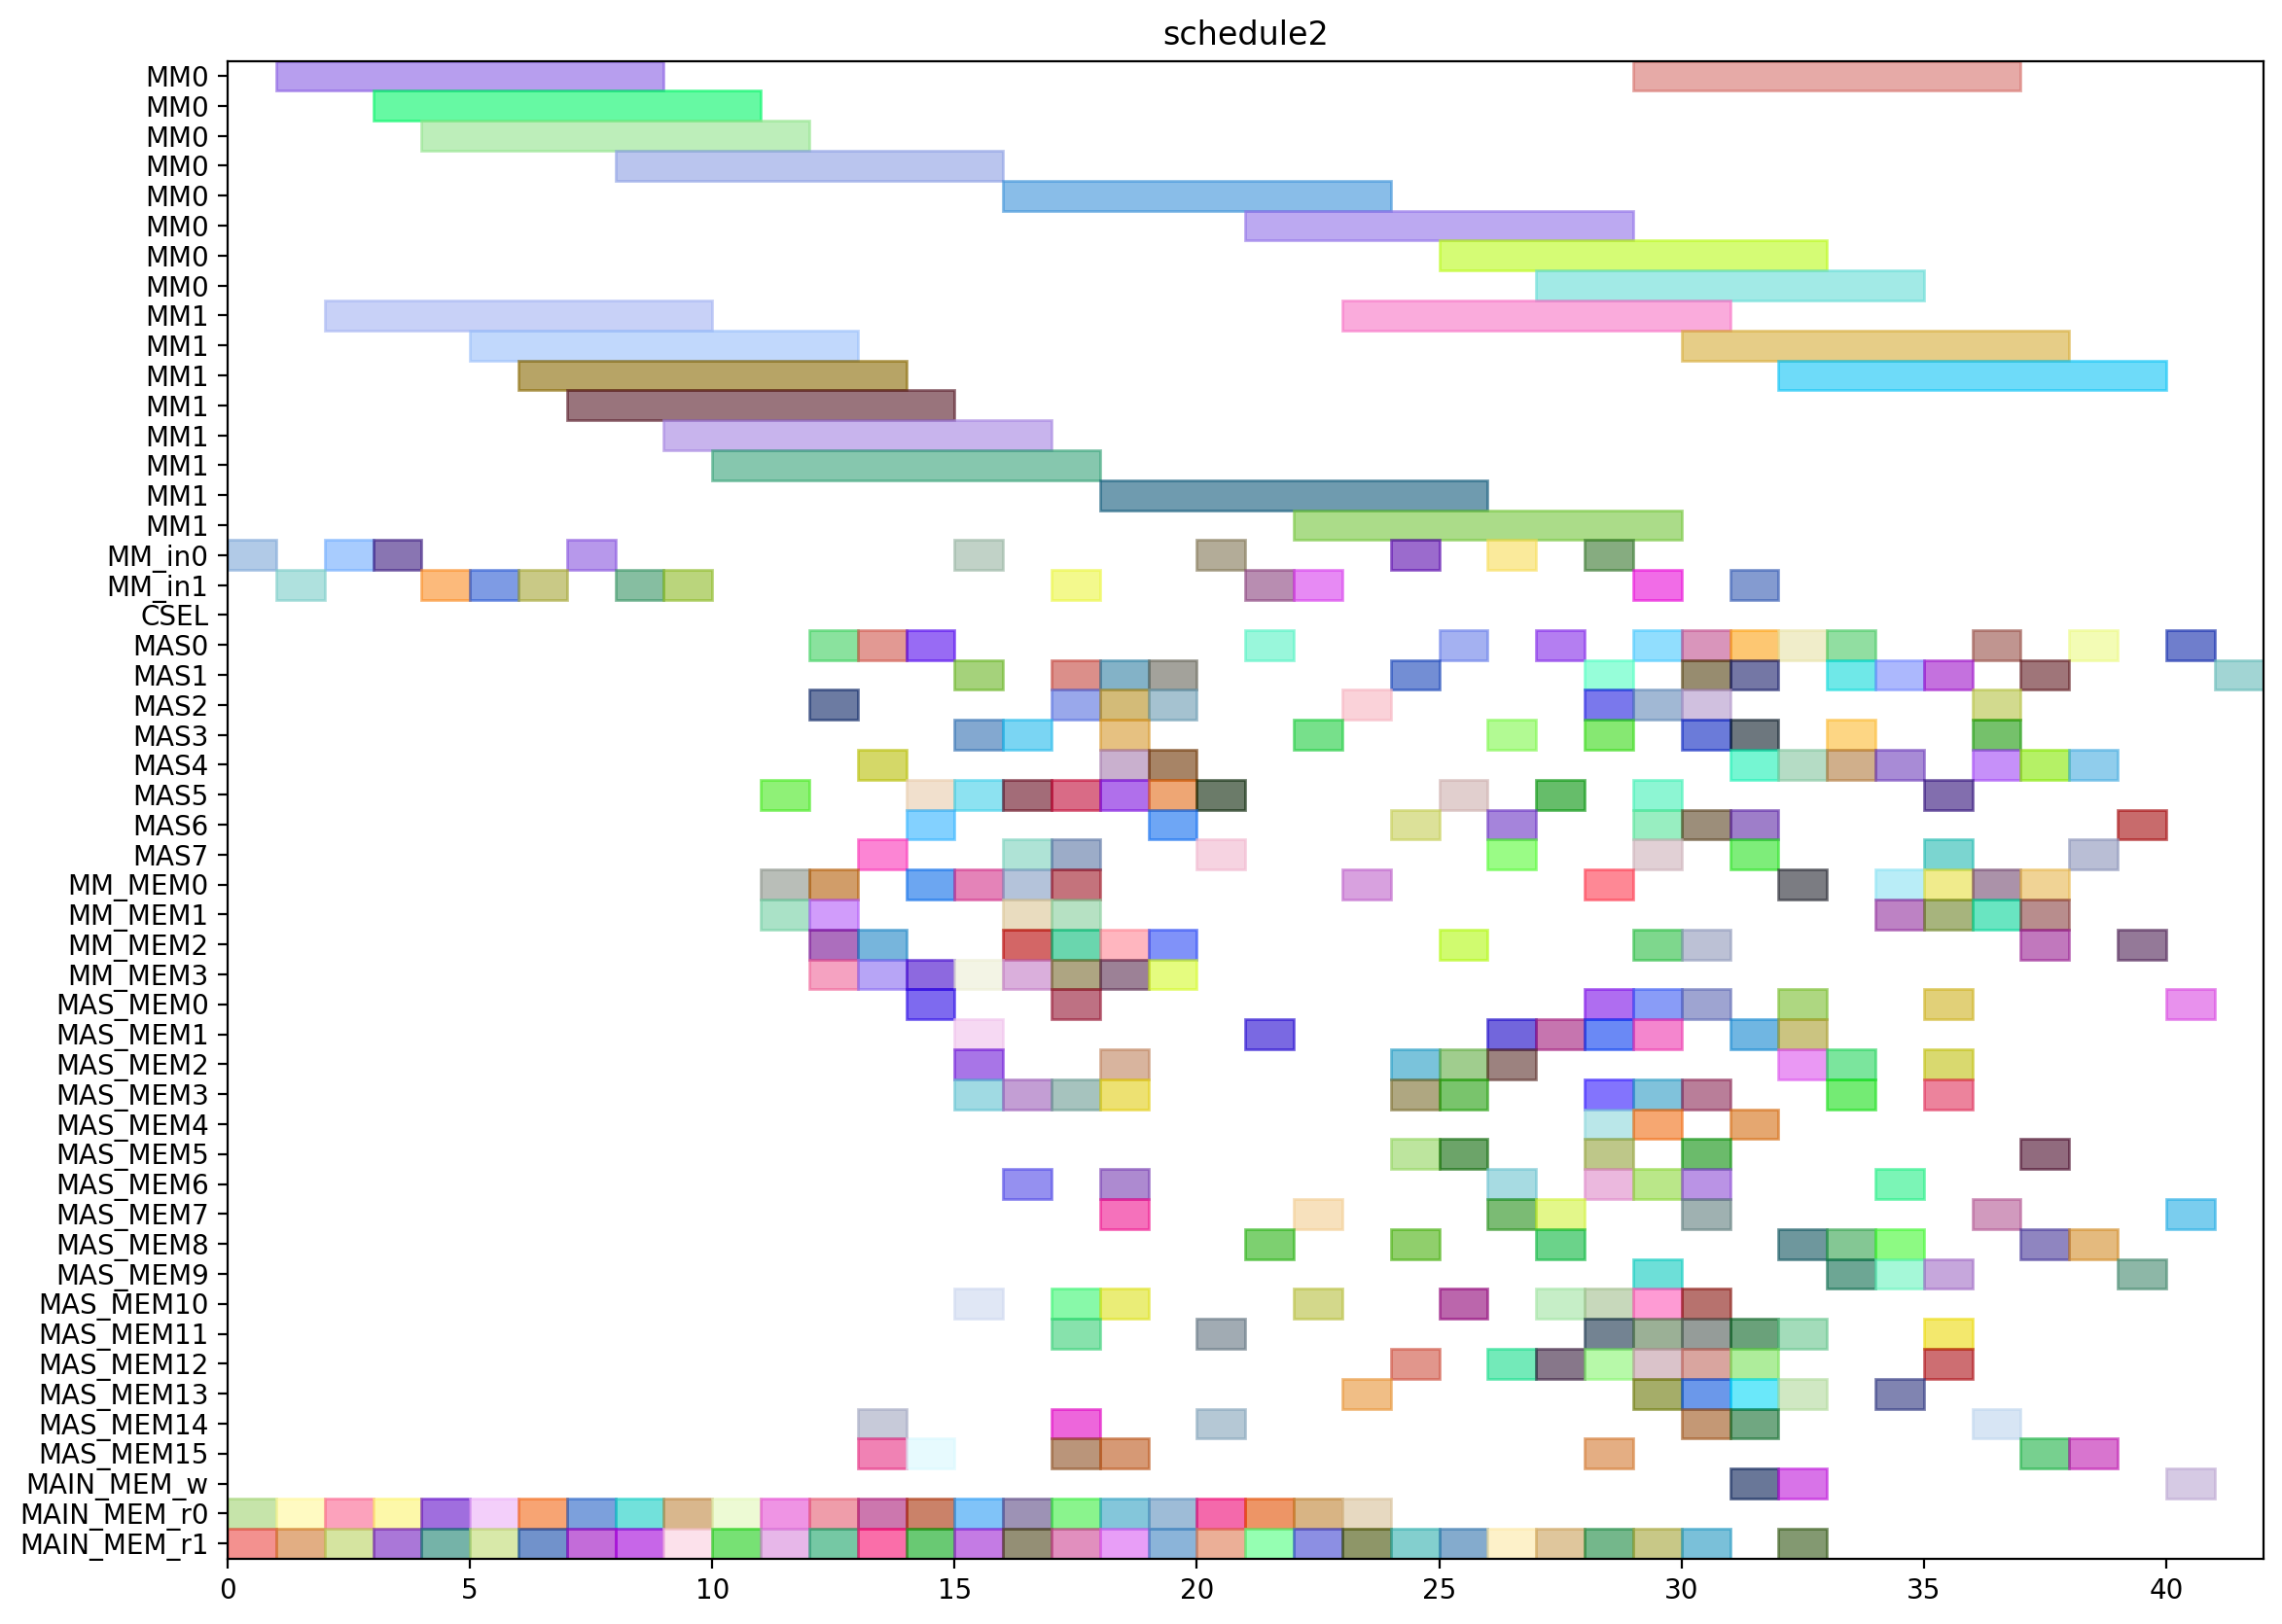 schedule2
MM0
MM0
MM0
MM0
MM0
MM0
MM0
MM0
MM1
MM1
MM1
MM1
MM1
MM1
MM1
MM1
MM_in0
MM_in1
CSEL
MAS0
MAS1
MAS2
MAS3
MAS4
MAS5
MAS6
MAS7
MM_MEM0
MM_MEM1
MM_MEM2
MM_MEM3
MAS_MEM0
MAS_MEM1
MAS_MEM2
MAS_MEM3
MAS_MEM4
MAS_MEM5
MAS_MEM6
MAS_MEM7
MAS_MEM8
MAS_MEM9
MAS_MEM10
MAS_MEM11
MAS_MEM12
MAS_MEM13
MAS_MEM14
MAS_MEM15
MAIN_MEM_w
MAIN_MEM_r0
MAIN_MEM_r1
0 5 10 15 20 25 30 35 40